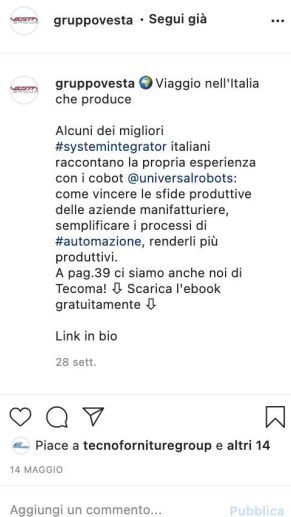 gruppovesta • Segui già
gruppovesta 🌍 Viaggio nell'Italia
che produce
Alcuni dei migliori
#systemintegrator italiani
raccontano la propria esperienza
con i cobot @universalrobots:
come vincere le sfide produttive
delle aziende manifatturiere,
semplificare i processi di
#automazione, renderli più
produttivi.
A pag.39 ci siamo anche noi di
Tecoma! ⇩ Scarica l'ebook
gratuitamente ⇩
Link in bio
28 sett.
Piace a tecnofornituregroup e altri 14
14 MAGGIO
Aggiungi un commento... Pubblica